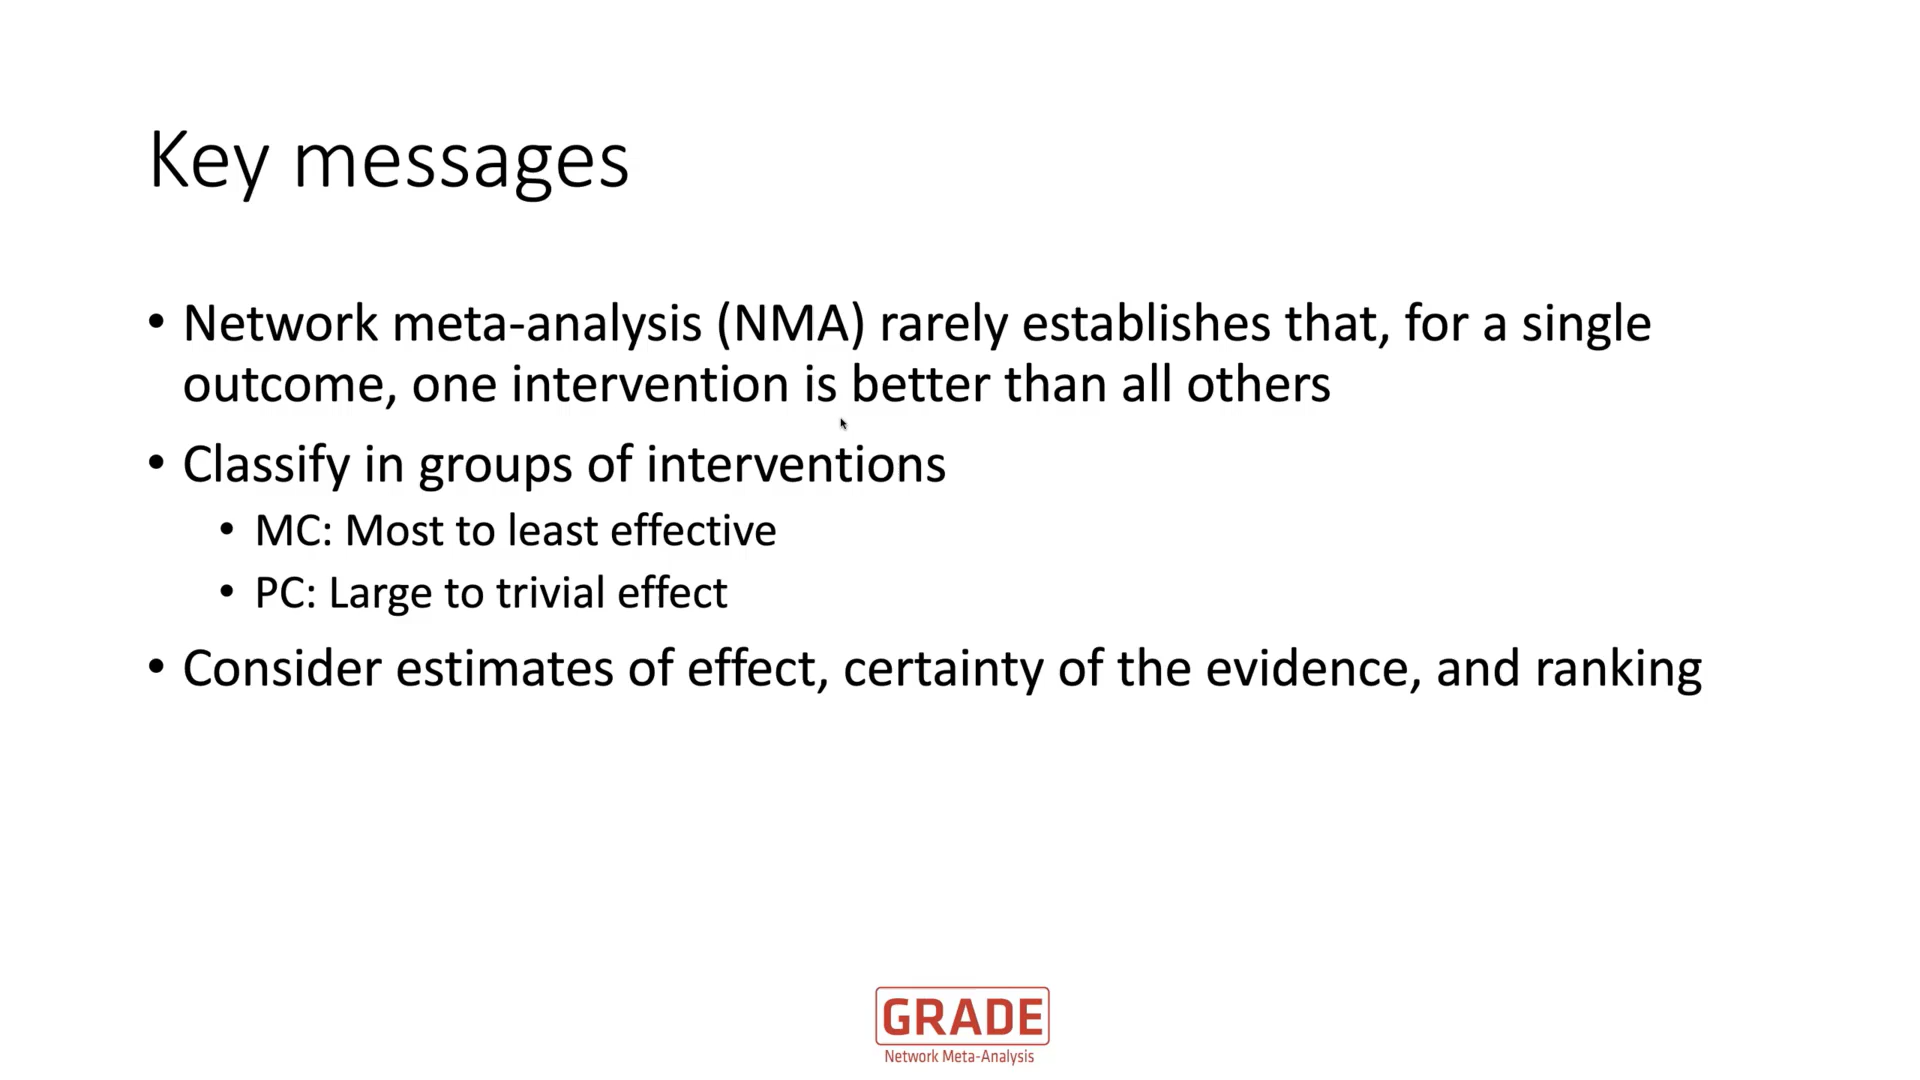 Key messages
• Network meta-analysis (NMA) rarely establishes that, for a single
outcome, one intervention is better than all others
• Classify in groups of interventions
• MC: Most to least effective
• PC: Large to trivial effect
• Consider estimates of effect, certainty of the evidence, and ranking
GRADE
Network Meta-Analysis